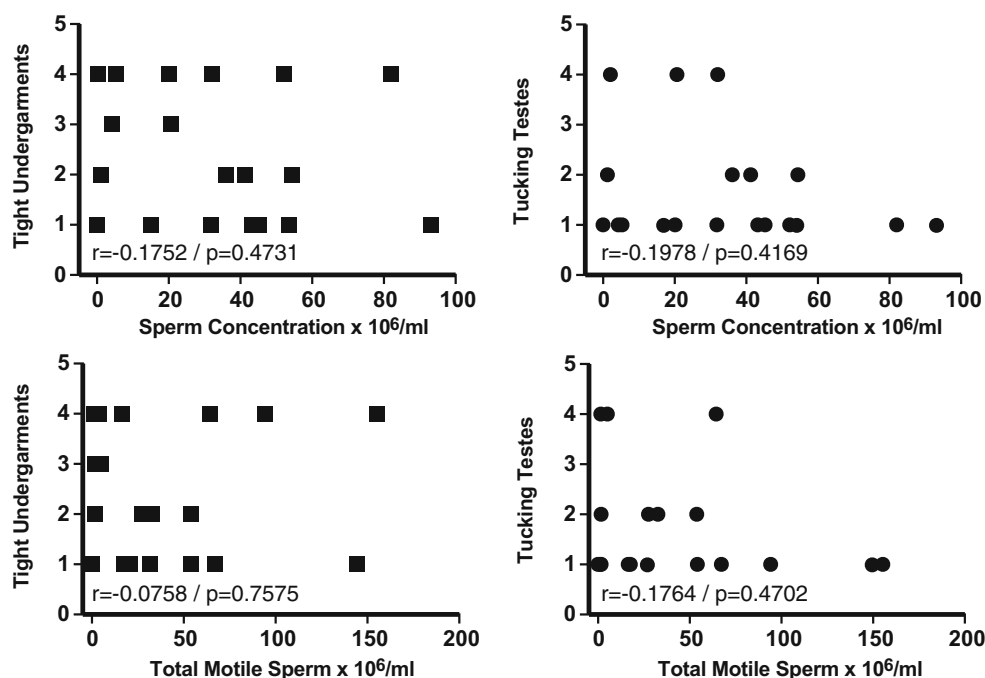 5
4
3
2
1
0
Tight Undergarments
r=-0.1752 / p=0.4731
0 20 40 60 80 100
Sperm Concentration x 10⁶/ml
5
4
3
2
1
0
Tucking Testes
r=-0.1978 / p=0.4169
0 20 40 60 80 100
Sperm Concentration x 10⁶/ml
5
4
3
2
1
0
Tight Undergarments
r=-0.0758 / p=0.7575
0 50 100 150 200
Total Motile Sperm x 10⁶/ml
5
4
3
2
1
0
Tucking Testes
r=-0.1764 / p=0.4702
0 50 100 150 200
Total Motile Sperm x 10⁶/ml